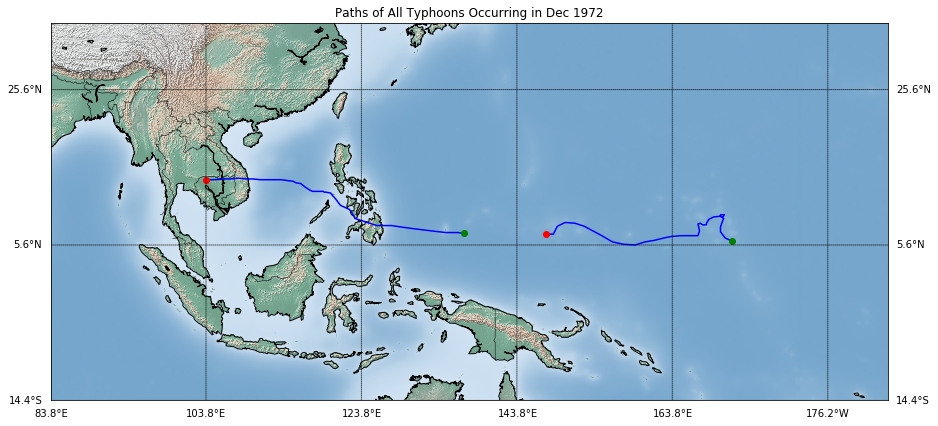 Paths of All Typhoons Occurring in Dec 1972
25.6°N 25.6°N
5.6°N 5.6°N
14.4°S 14.4°S
83.8°E 103.8°E 123.8°E 143.8°E 163.8°E 176.2°W